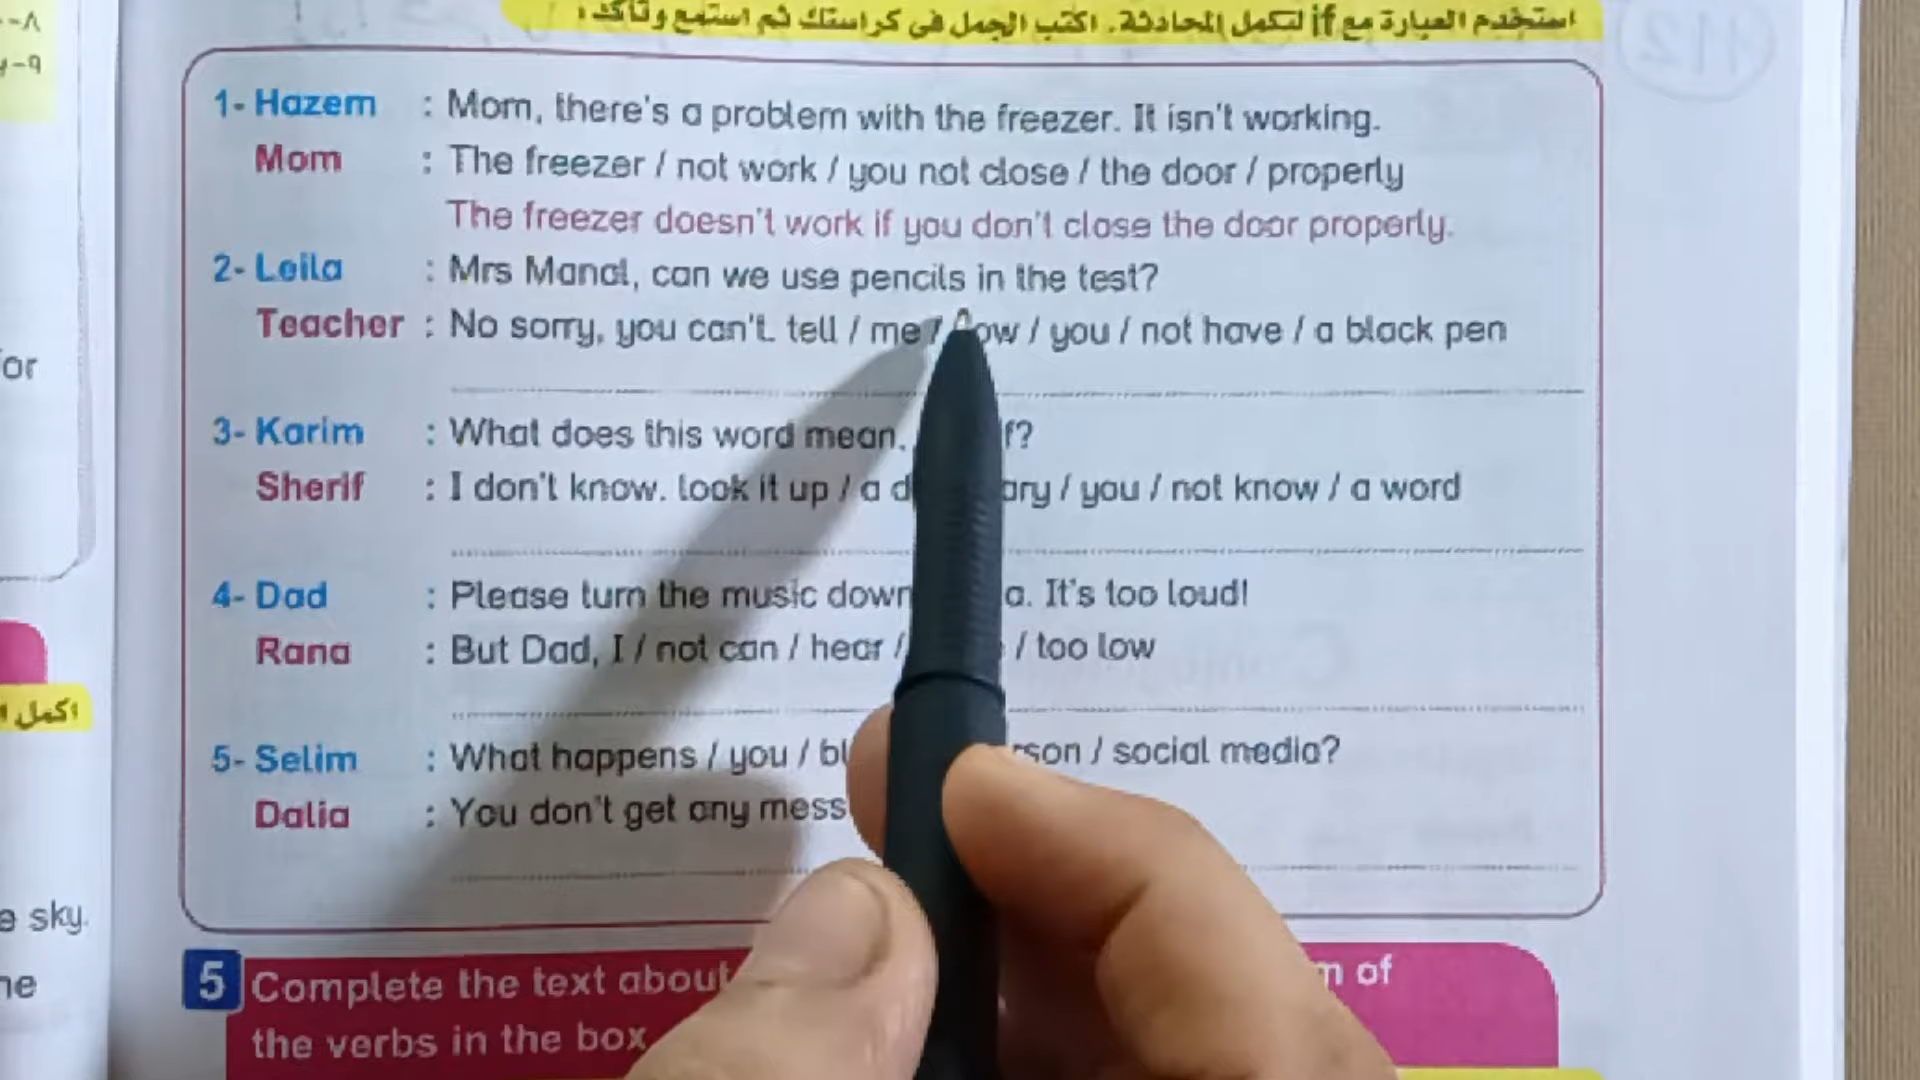 استخدم العبارة مع if لتكمل المحادثة. اكتب الجمل فى كراستك ثم استمع وتأكد:
112
٨-
٩-
1- Hazem : Mom, there's a problem with the freezer. It isn't working.
Mom : The freezer / not work / you not close / the door / properly
The freezer doesn't work if you don't close the door properly.
2- Leila : Mrs Manal, can we use pencils in the test?
Teacher : No sorry, you can't. tell / me / ow / you / not have / a black pen
or
3- Karim : What does this word mean. f?
Sherif : I don't know. look it up / a d ary / you / not know / a word
4- Dad : Please turn the music down a. It's too loud!
Rana : But Dad, I / not can / hear / / too low
اكمل
5- Selim : What happens / you / bl rson / social media?
Dalia : You don't get any mess
e sky.
ne
5 Complete the text about m of
the verbs in the box